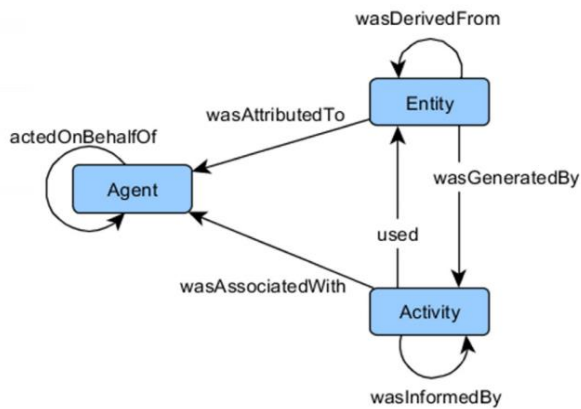 wasDerivedFrom
Entity
wasAttributedTo
actedOnBehalfOf
Agent
wasGeneratedBy
used
wasAssociatedWith
Activity
wasInformedBy